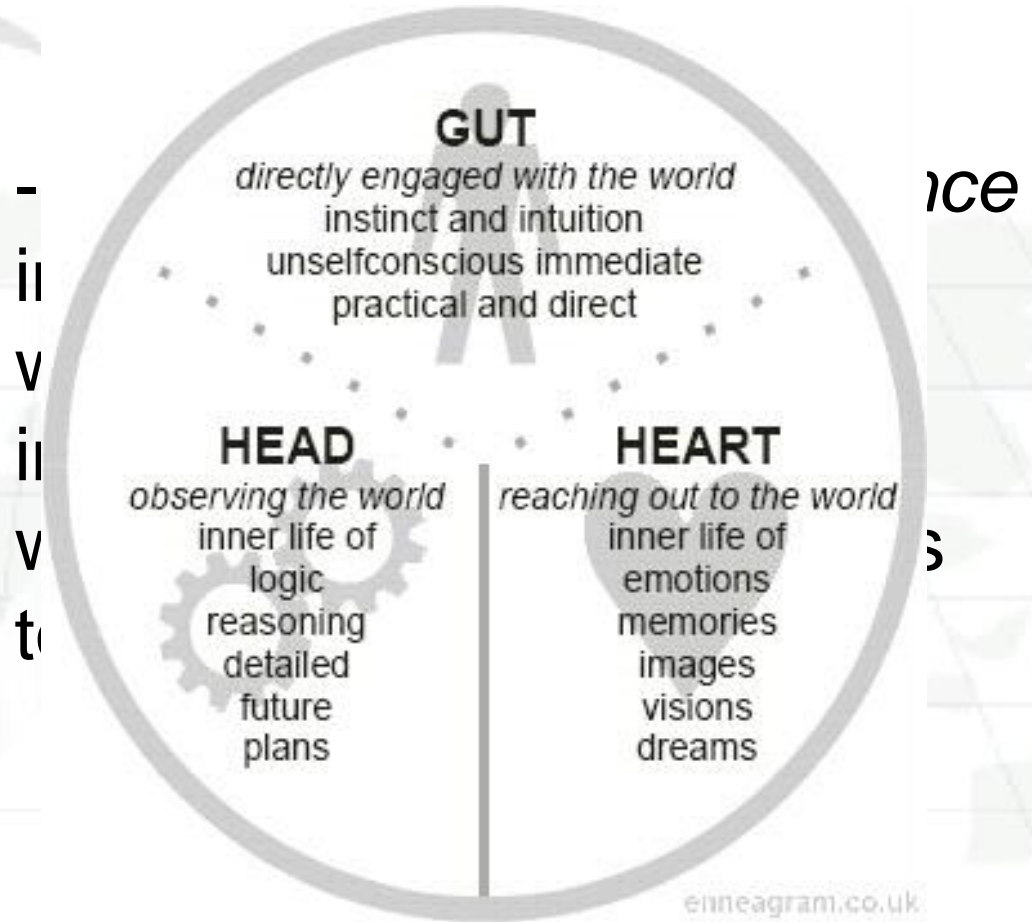 GUT
directly engaged with the world
instinct and intuition
unselfconscious immediate
practical and direct
HEAD
observing the world
inner life of
logic
reasoning
detailed
future
plans
HEART
reaching out to the world
inner life of
emotions
memories
images
visions
dreams
enneagram.co.uk